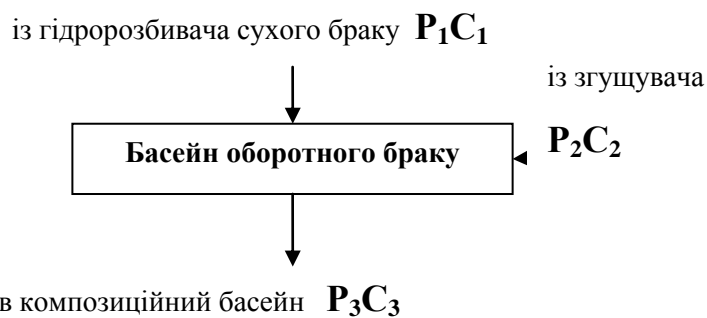 із гідророзбивача сухого браку P₁C₁
із згущувача
P₂C₂
Басейн оборотного браку
в композиційний басейн P₃C₃